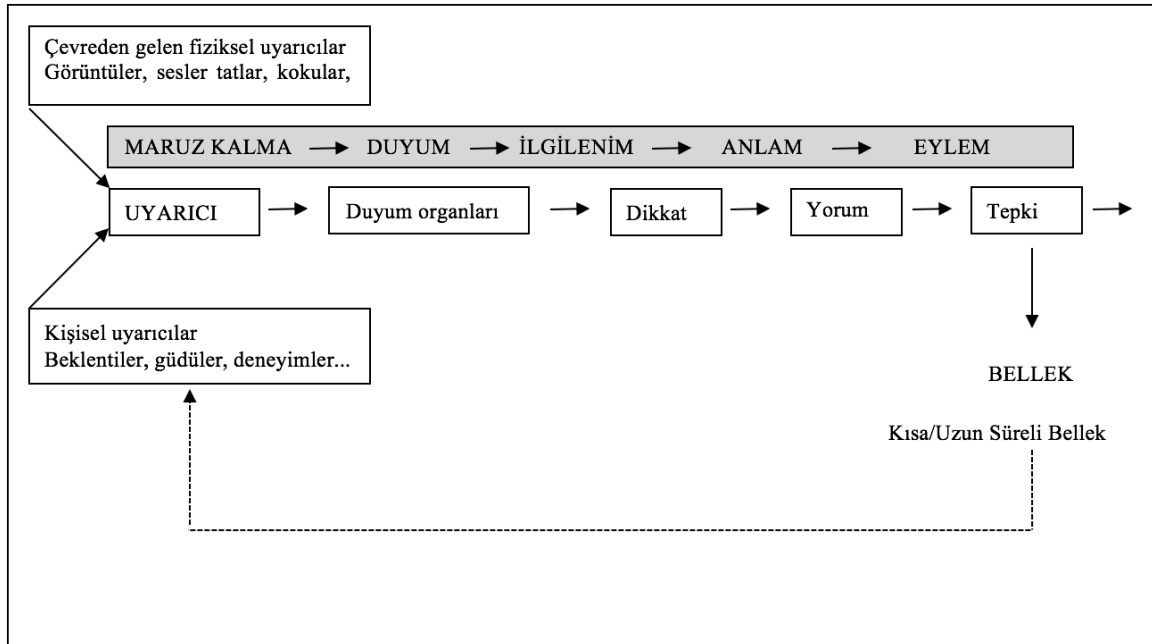 Çevreden gelen fiziksel uyarıcılar
Görüntüler, sesler tatlar, kokular,
MARUZ KALMA DUYUM İLGİLENİM ANLAM EYLEM
UYARICI Duyum organları Dikkat Yorum Tepki
Kişisel uyarıcılar
Beklentiler, güdüler, deneyimler...
BELLEK
Kısa/Uzun Süreli Bellek